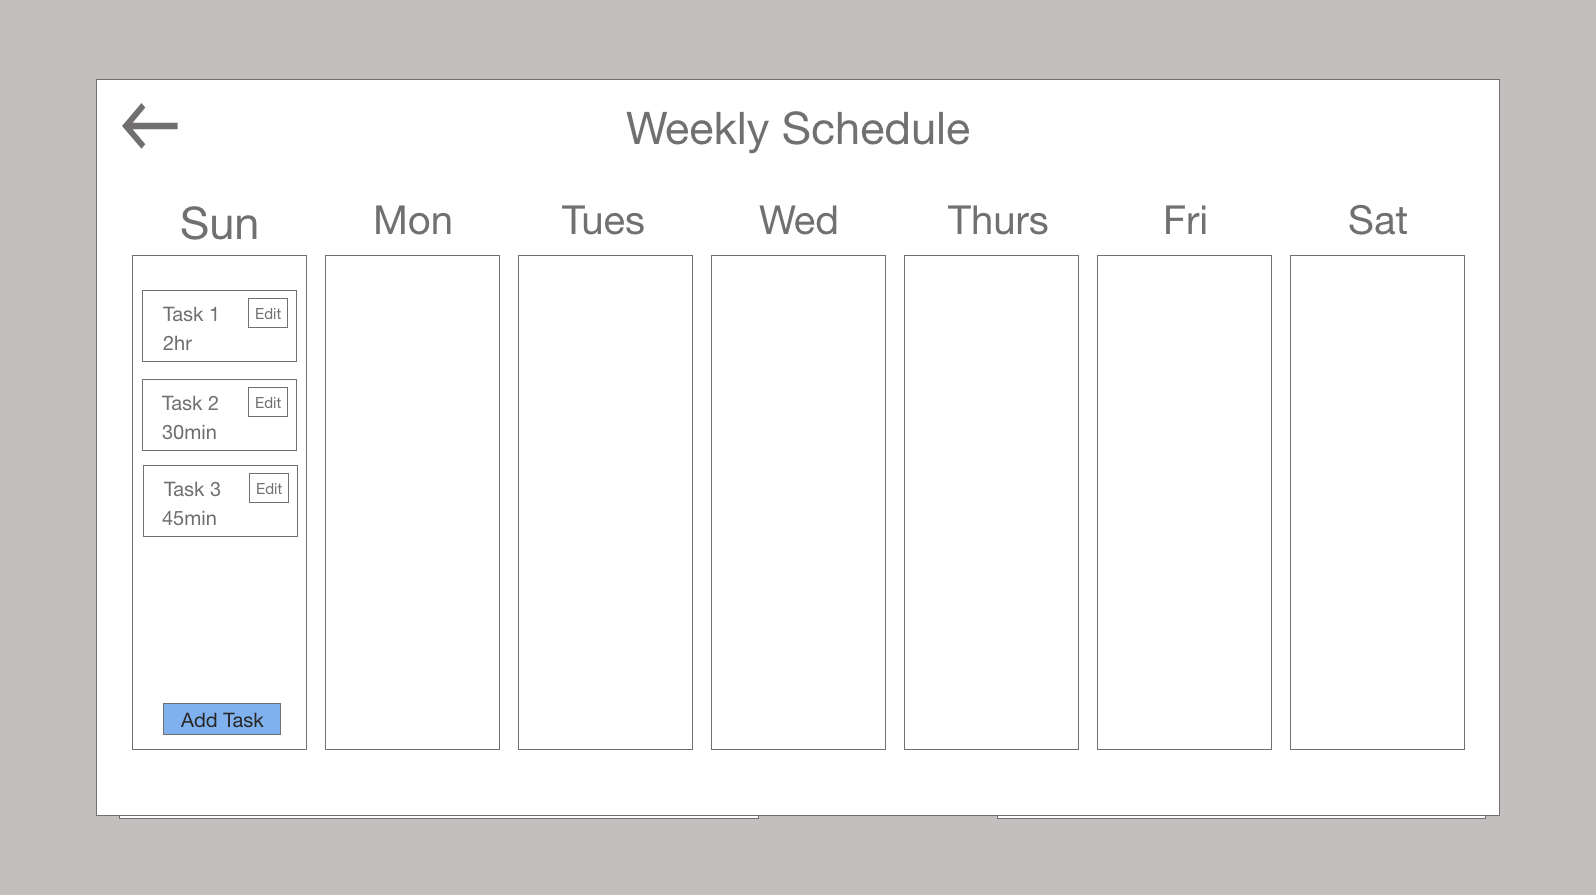 Weekly Schedule
Sun Mon Tues Wed Thurs Fri Sat
Task 1 Edit
2hr
Task 2 Edit
30min
Task 3 Edit
45min
Add Task